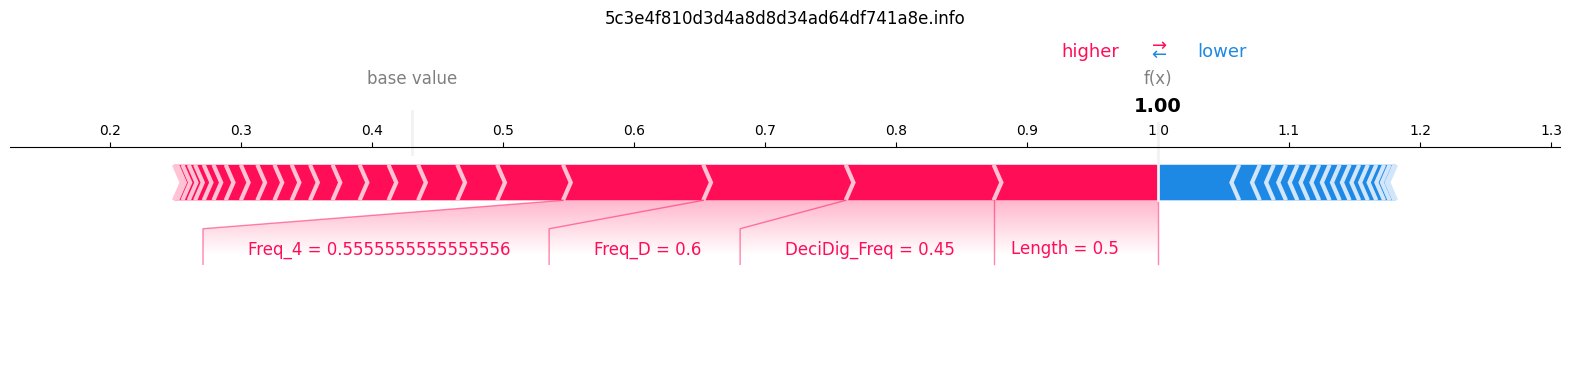 5c3e4f810d3d4a8d8d34ad64df741a8e.info
higher ⇄ lower
base value f(x)
1.00
0.2 0.3 0.4 0.5 0.6 0.7 0.8 0.9 1.0 1.1 1.2 1.3
Freq_4 = 0.5555555555555556 Freq_D = 0.6 DeciDig_Freq = 0.45 Length = 0.5